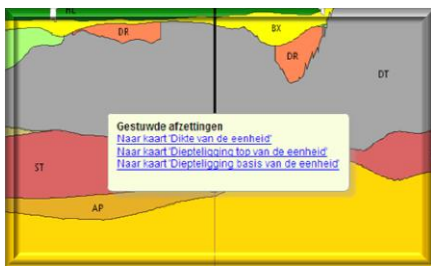 HL
DR
BX
DR
DT
Gestuwde afzettingen
Naar kaart 'Dikte van de eenheid'
Naar kaart 'Diepteligging top van de eenheid'
Naar kaart 'Diepteligging basis van de eenheid'
ST
AP